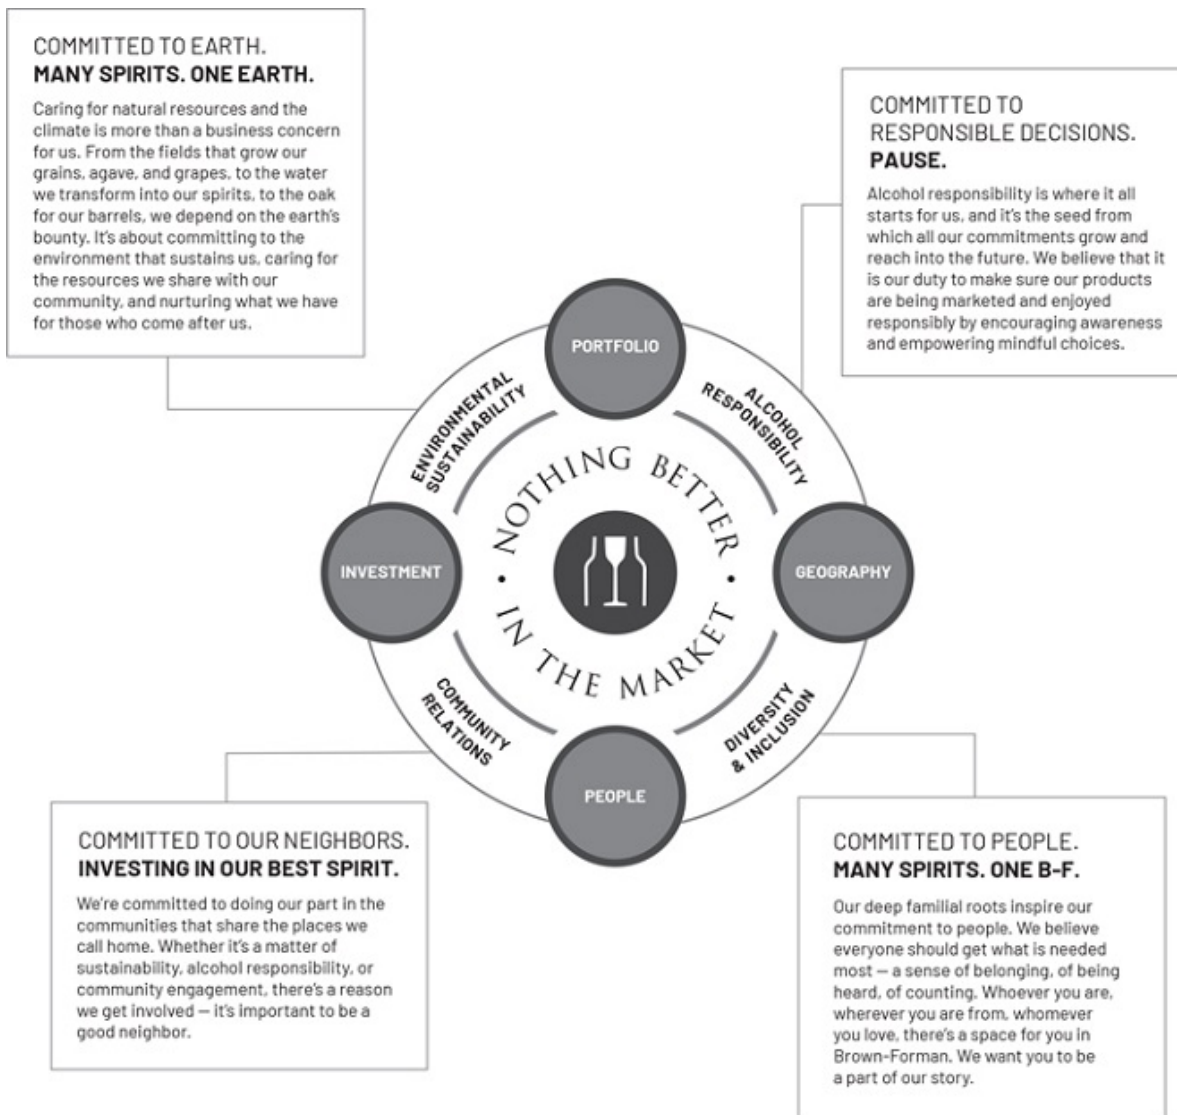 COMMITTED TO EARTH.
MANY SPIRITS. ONE EARTH.
Caring for natural resources and the
climate is more than a business concern
for us. From the fields that grow our
grains, agave, and grapes, to the water
we transform into our spirits, to the oak
for our barrels, we depend on the earth's
bounty. It's about committing to the
environment that sustains us, caring for
the resources we share with our
community, and nurturing what we have
for those who come after us.
COMMITTED TO
RESPONSIBLE DECISIONS.
PAUSE.
Alcohol responsibility is where it all
starts for us, and it's the seed from
which all our commitments grow and
reach into the future. We believe that it
is our duty to make sure our products
are being marketed and enjoyed
responsibly by encouraging awareness
and empowering mindful choices.
PORTFOLIO
ENVIRONMENTAL
SUSTAINABILITY
ALCOHOL
RESPONSIBILITY
NOTHING BETTER
• IN THE MARKET •
INVESTMENT
GEOGRAPHY
COMMUNITY
RELATIONS
DIVERSITY
& INCLUSION
PEOPLE
COMMITTED TO OUR NEIGHBORS.
INVESTING IN OUR BEST SPIRIT.
We're committed to doing our part in the
communities that share the places we
call home. Whether it's a matter of
sustainability, alcohol responsibility, or
community engagement, there's a reason
we get involved — it's important to be a
good neighbor.
COMMITTED TO PEOPLE.
MANY SPIRITS. ONE B-F.
Our deep familial roots inspire our
commitment to people. We believe
everyone should get what is needed
most — a sense of belonging, of being
heard, of counting. Whoever you are,
wherever you are from, whomever
you love, there's a space for you in
Brown-Forman. We want you to be
a part of our story.